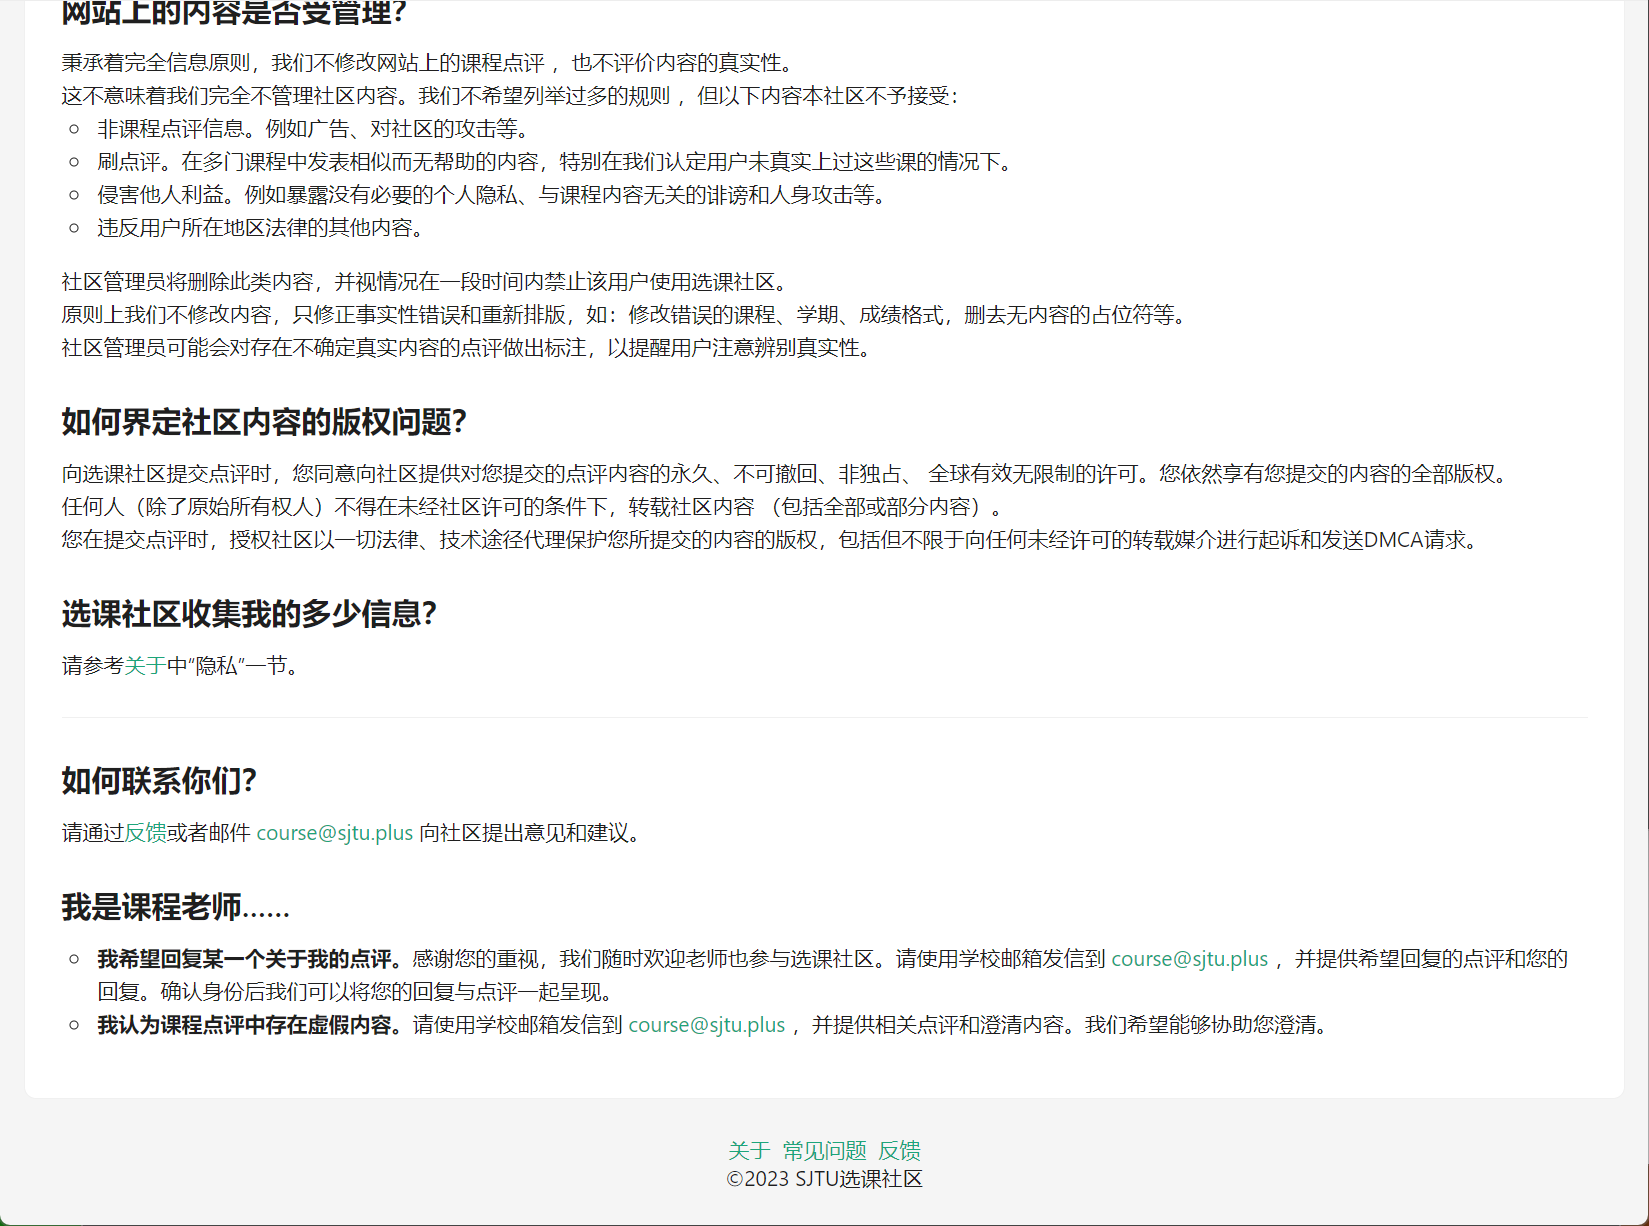 网站上的内容是否受管理？
秉承着完全信息原则，我们不修改网站上的课程点评 ，也不评价内容的真实性。
这不意味着我们完全不管理社区内容。我们不希望列举过多的规则 ，但以下内容本社区不予接受：
非课程点评信息。例如广告、对社区的攻击等。
刷点评。在多门课程中发表相似而无帮助的内容，特别在我们认定用户未真实上过这些课的情况下。
侵害他人利益。例如暴露没有必要的个人隐私、与课程内容无关的诽谤和人身攻击等。
违反用户所在地区法律的其他内容。
社区管理员将删除此类内容，并视情况在一段时间内禁止该用户使用选课社区。
原则上我们不修改内容，只修正事实性错误和重新排版，如：修改错误的课程、学期、成绩格式，删去无内容的占位符等。
社区管理员可能会对存在不确定真实内容的点评做出标注，以提醒用户注意辨别真实性。
如何界定社区内容的版权问题？
向选课社区提交点评时，您同意向社区提供对您提交的点评内容的永久、不可撤回、非独占、 全球有效无限制的许可。您依然享有您提交的内容的全部版权。
任何人（除了原始所有权人）不得在未经社区许可的条件下，转载社区内容 （包括全部或部分内容）。
您在提交点评时，授权社区以一切法律、技术途径代理保护您所提交的内容的版权，包括但不限于向任何未经许可的转载媒介进行起诉和发送DMCA请求。
选课社区收集我的多少信息？
请参考关于中“隐私”一节。
如何联系你们？
请通过反馈或者邮件 course@sjtu.plus 向社区提出意见和建议。
我是课程老师……
我希望回复某一个关于我的点评。感谢您的重视，我们随时欢迎老师也参与选课社区。请使用学校邮箱发信到 course@sjtu.plus ，并提供希望回复的点评和您的
回复。确认身份后我们可以将您的回复与点评一起呈现。
我认为课程点评中存在虚假内容。请使用学校邮箱发信到 course@sjtu.plus ，并提供相关点评和澄清内容。我们希望能够协助您澄清。
关于 常见问题 反馈
©2023 SJTU选课社区